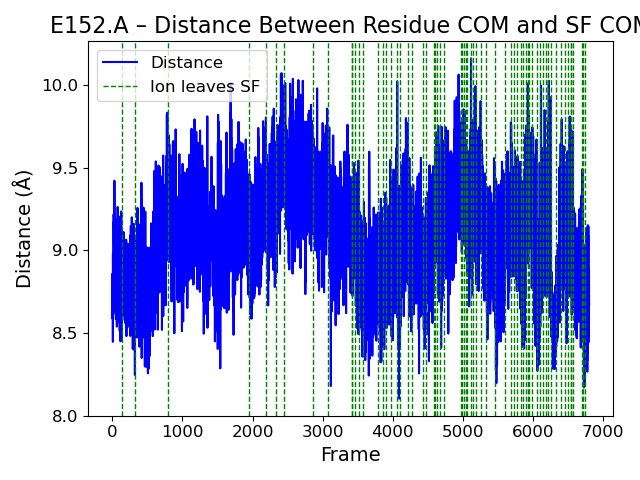 E152.A – Distance Between Residue COM and SF COM
Distance
Ion leaves SF
Distance (Å)
10.0
9.5
9.0
8.5
8.0
0 1000 2000 3000 4000 5000 6000 7000
Frame